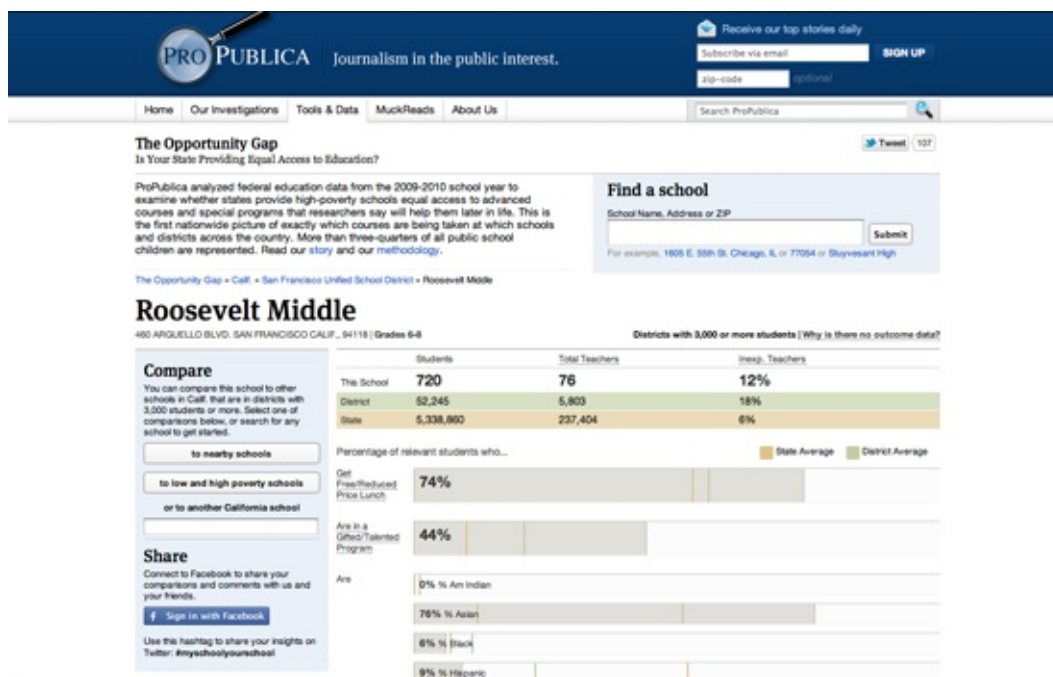 PRO PUBLICA Journalism in the public interest.
Receive our top stories daily
Subscribe via email SIGN UP
zip-code optional
Home Our Investigations Tools & Data MuckReads About Us Search ProPublica
The Opportunity Gap
Is Your State Providing Equal Access to Education?
Tweet 107
ProPublica analyzed federal education data from the 2009-2010 school year to
examine whether states provide high-poverty schools equal access to advanced
courses and special programs that researchers say will help them later in life. This is
the first nationwide picture of exactly which courses are being taken at which schools
and districts across the country. More than three-quarters of all public school
children are represented. Read our story and our methodology.
Find a school
School Name, Address or ZIP
Submit
For example, 1605 E. 55th St. Chicago, IL or 77054 or Stuyvesant High
The Opportunity Gap » Calif. » San Francisco Unified School District » Roosevelt Middle
Roosevelt Middle
460 ARGUELLO BLVD. SAN FRANCISCO CALIF., 94118 | Grades 6-8
Districts with 3,000 or more students | Why is there no outcome data?
Compare
You can compare this school to other
schools in Calif. that are in districts with
3,000 students or more. Select one of
comparisons below, or search for any
school to get started.
to nearby schools
to low and high poverty schools
or to another California school
Share
Connect to Facebook to share your
comparisons and comments with us and
your friends.
f Sign in with Facebook
Use this hashtag to share your insights on
Twitter: #myschoolyourschool
Students Total Teachers Inexp. Teachers
This School 720 76 12%
District 52,245 5,803 18%
State 5,338,860 237,404 6%
Percentage of relevant students who...
State Average District Average
Get
Free/Reduced
Price Lunch
74%
Are in a
Gifted/Talented
Program
44%
Are
0% % Am Indian
76% % Asian
6% % Black
9% % Hispanic